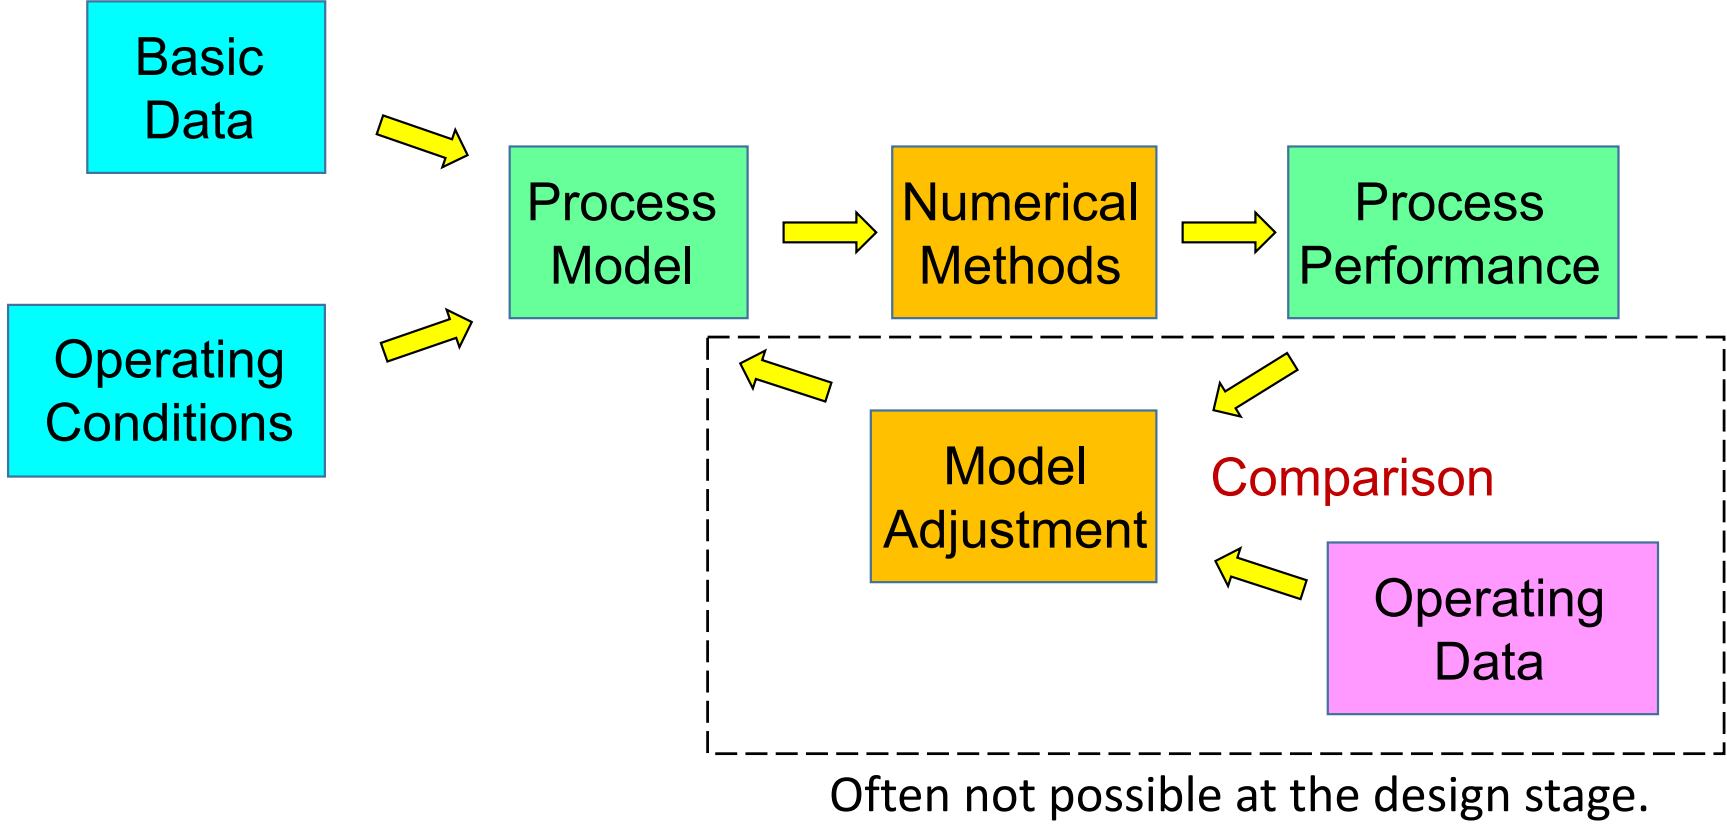 Basic
Data
Operating
Conditions
Process
Model
Numerical
Methods
Process
Performance
Model
Adjustment
Comparison
Operating
Data
Often not possible at the design stage.